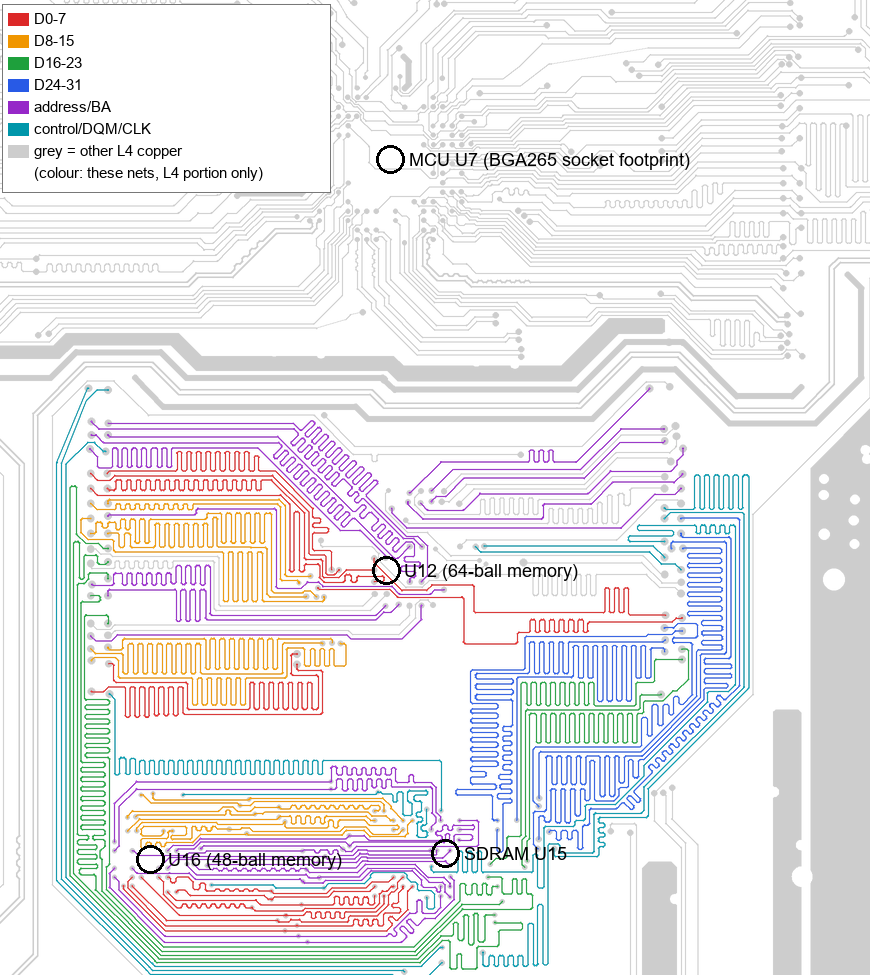 D0-7
D8-15
D16-23
D24-31
address/BA
control/DQM/CLK
grey = other L4 copper
(colour: these nets, L4 portion only)
MCU U7 (BGA265 socket footprint)
U12 (64-ball memory)
U16 (48-ball memory)
SDRAM U15